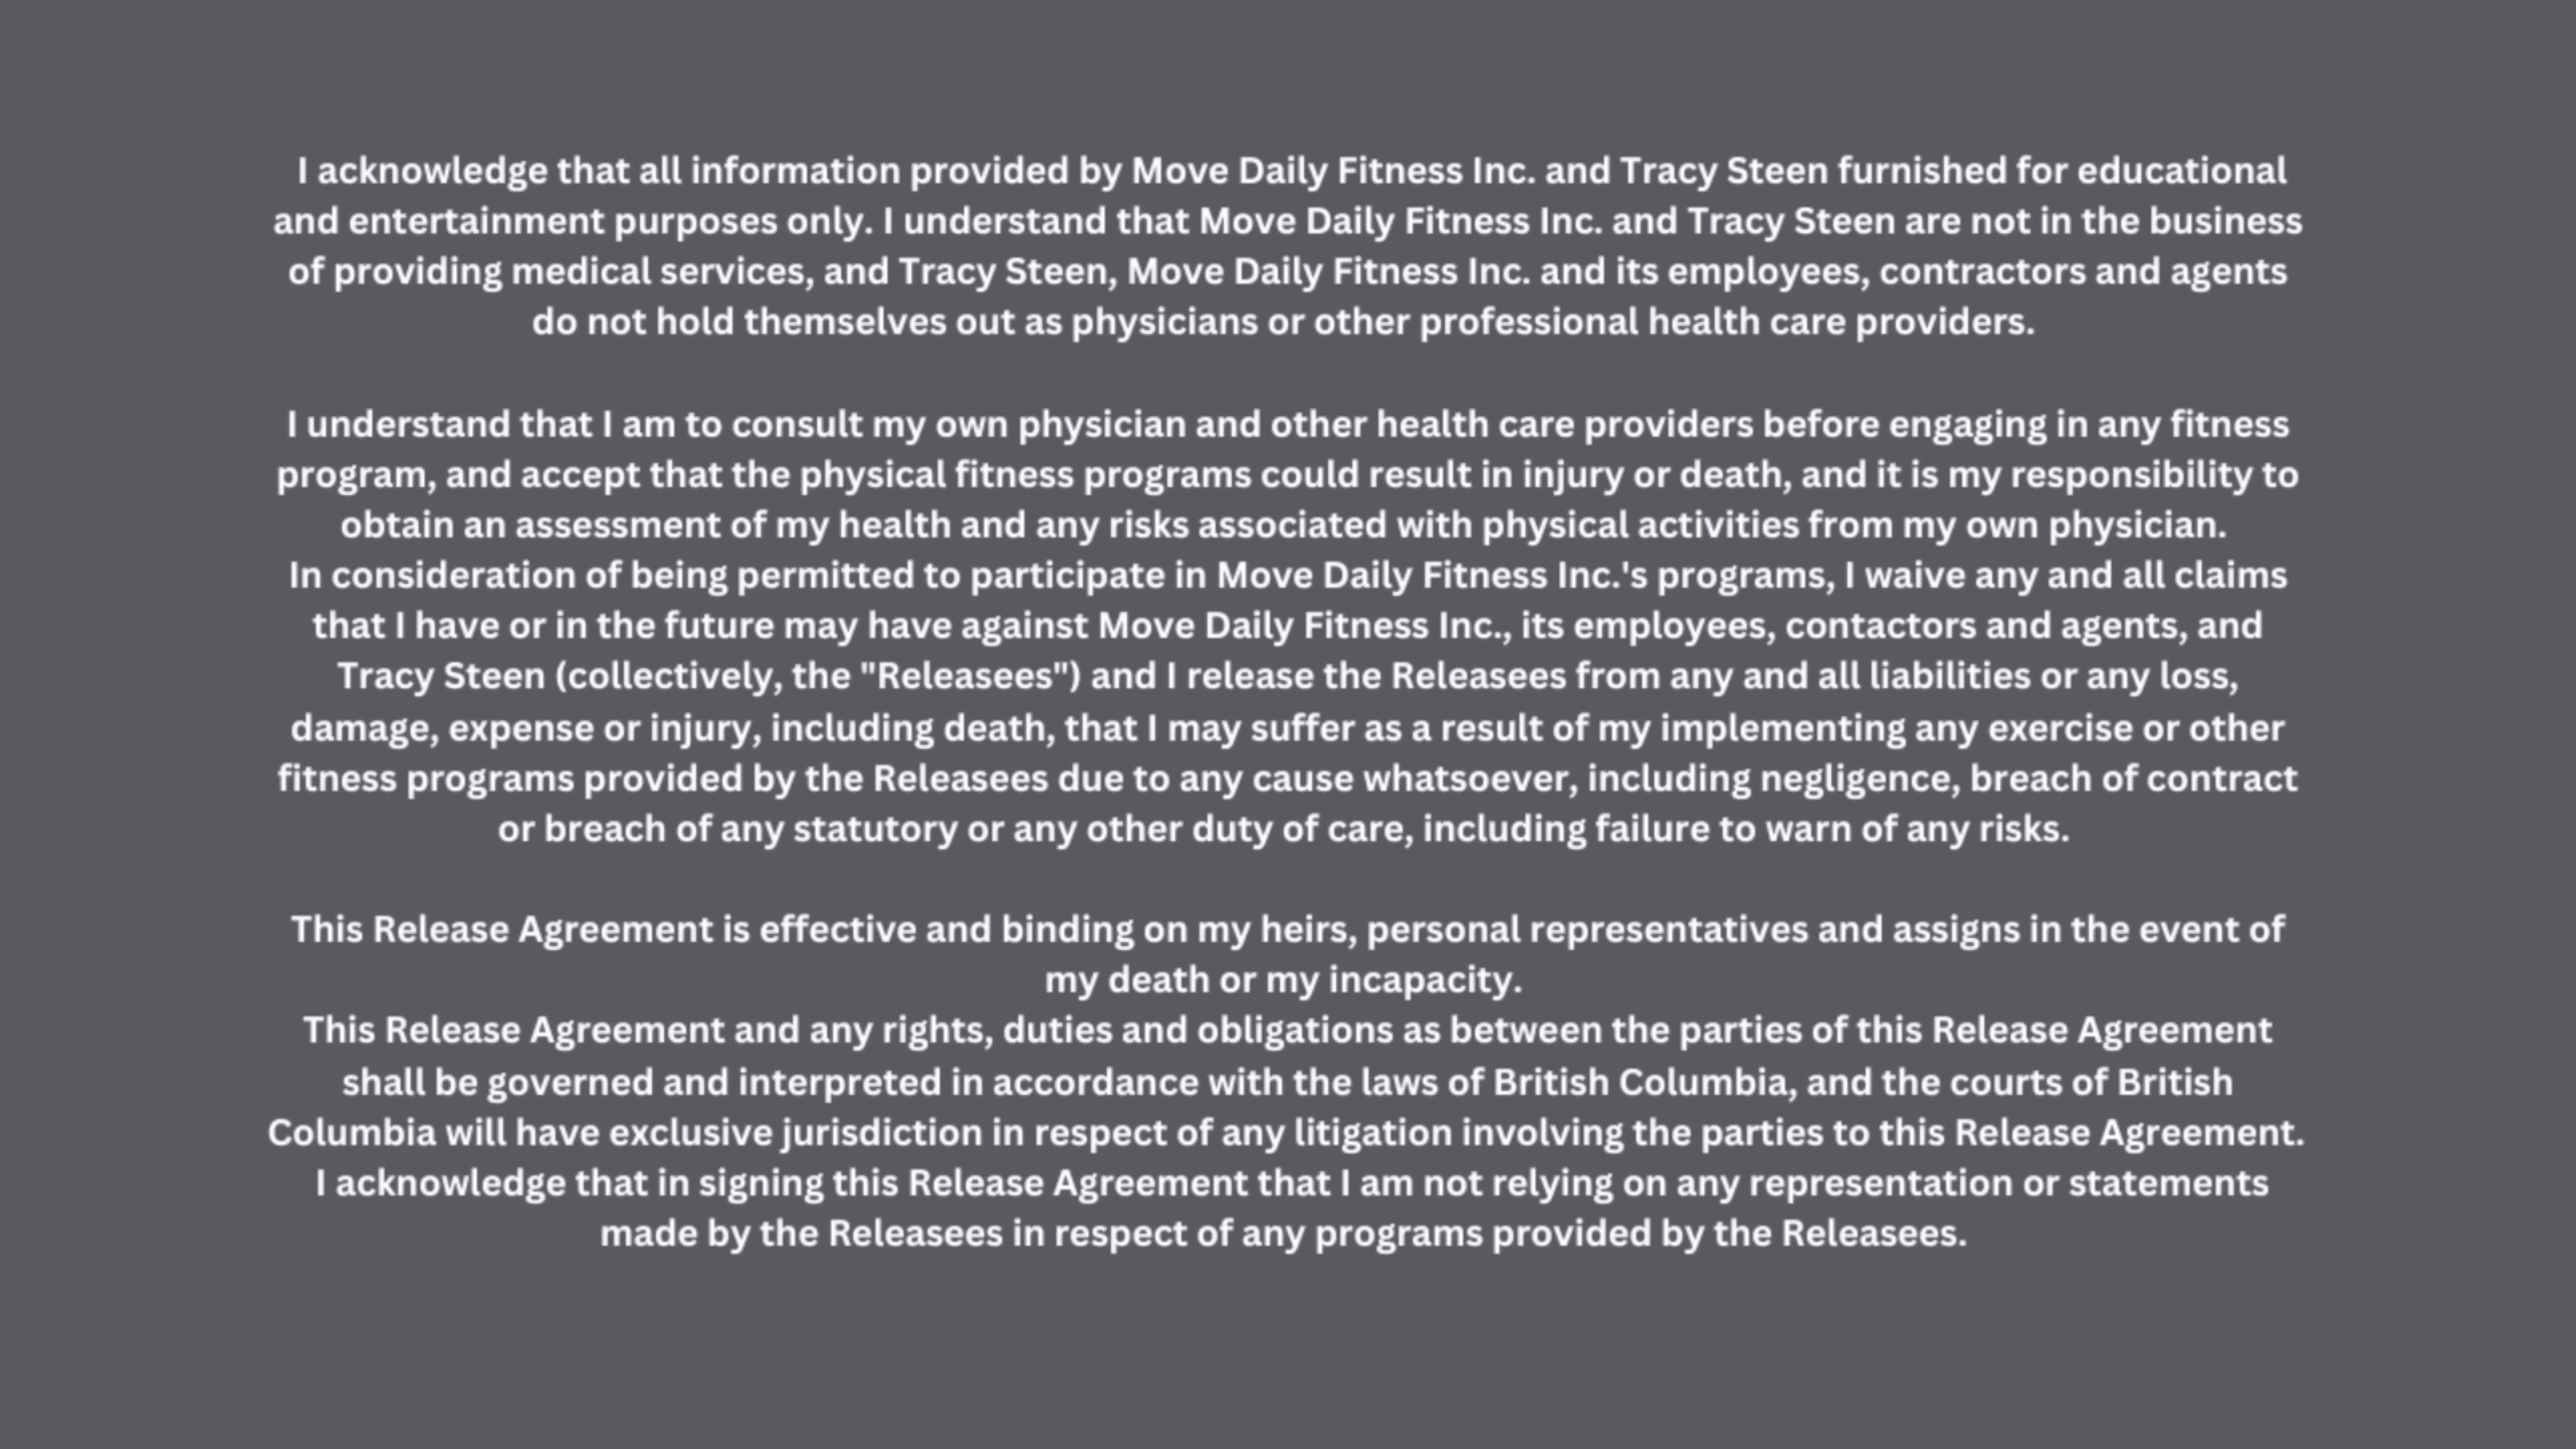 I acknowledge that all information provided by Move Daily Fitness Inc. and Tracy Steen furnished for educational
and entertainment purposes only. I understand that Move Daily Fitness Inc. and Tracy Steen are not in the business
of providing medical services, and Tracy Steen, Move Daily Fitness Inc. and its employees, contractors and agents
do not hold themselves out as physicians or other professional health care providers.
I understand that I am to consult my own physician and other health care providers before engaging in any fitness
program, and accept that the physical fitness programs could result in injury or death, and it is my responsibility to
obtain an assessment of my health and any risks associated with physical activities from my own physician.
In consideration of being permitted to participate in Move Daily Fitness Inc.'s programs, I waive any and all claims
that I have or in the future may have against Move Daily Fitness Inc., its employees, contactors and agents, and
Tracy Steen (collectively, the "Releasees") and I release the Releasees from any and all liabilities or any loss,
damage, expense or injury, including death, that I may suffer as a result of my implementing any exercise or other
fitness programs provided by the Releasees due to any cause whatsoever, including negligence, breach of contract
or breach of any statutory or any other duty of care, including failure to warn of any risks.
This Release Agreement is effective and binding on my heirs, personal representatives and assigns in the event of
my death or my incapacity.
This Release Agreement and any rights, duties and obligations as between the parties of this Release Agreement
shall be governed and interpreted in accordance with the laws of British Columbia, and the courts of British
Columbia will have exclusive jurisdiction in respect of any litigation involving the parties to this Release Agreement.
I acknowledge that in signing this Release Agreement that I am not relying on any representation or statements
made by the Releasees in respect of any programs provided by the Releasees.